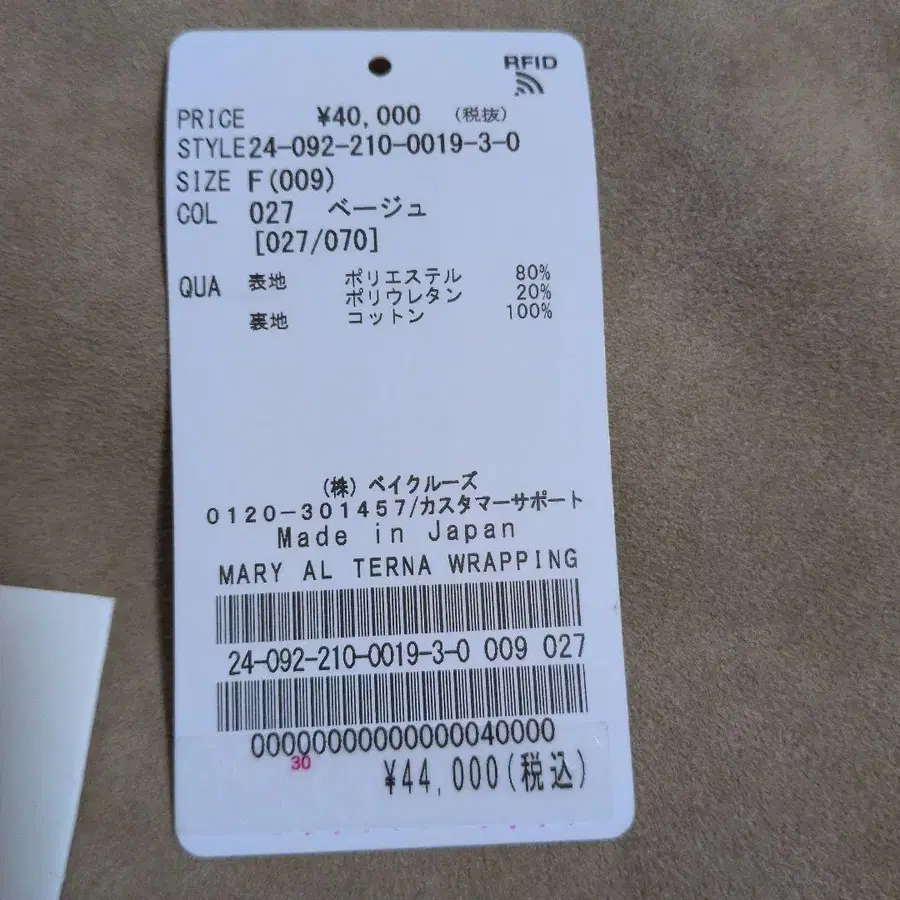 RFID
PRICE ¥40,000 (税抜)
STYLE24-092-210-0019-3-0
SIZE F(009)
COL 027 ベージュ
[027/070]
QUA 表地 ポリエステル 80%
ポリウレタン 20%
裏地 コットン 100%
(株) ベイクルーズ
0120-301457/カスタマーサポート
Made in Japan
MARY AL TERNA WRAPPING
24-092-210-0019-3-0 009 027
00000000000000040000
30
¥44,000(税込)